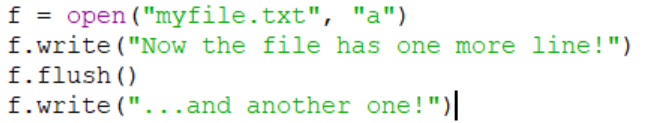 f = open("myfile.txt", "a")
f.write("Now the file has one more line!")
f.flush()
f.write("...and another one!")